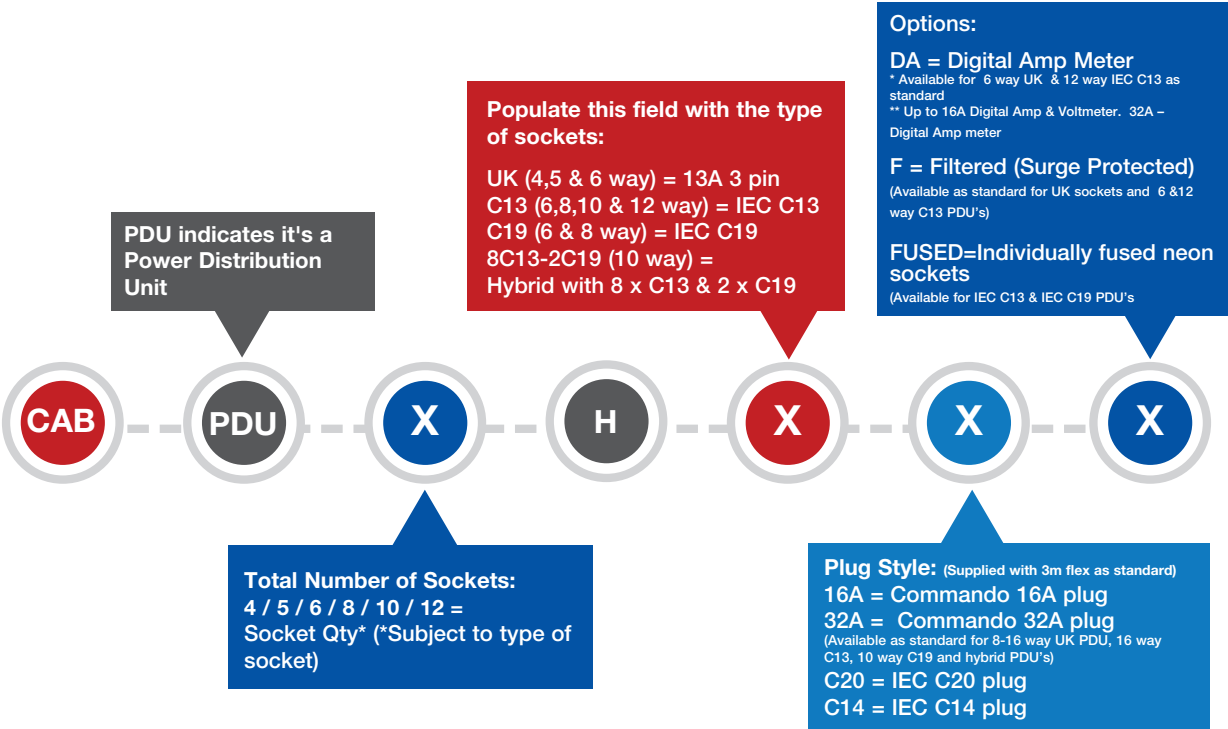 Options:
DA = Digital Amp Meter
* Available for 6 way UK & 12 way IEC C13 as
standard
** Up to 16A Digital Amp & Voltmeter. 32A –
Digital Amp meter
F = Filtered (Surge Protected)
(Available as standard for UK sockets and 6 &12
way C13 PDU's)
FUSED=Individually fused neon
sockets
(Available for IEC C13 & IEC C19 PDU's
Populate this field with the type
of sockets:
UK (4,5 & 6 way) = 13A 3 pin
C13 (6,8,10 & 12 way) = IEC C13
C19 (6 & 8 way) = IEC C19
8C13-2C19 (10 way) =
Hybrid with 8 x C13 & 2 x C19
PDU indicates it's a
Power Distribution
Unit
CAB
PDU
X
H
X
X
X
Total Number of Sockets:
4 / 5 / 6 / 8 / 10 / 12 =
Socket Qty* (*Subject to type of
socket)
Plug Style: (Supplied with 3m flex as standard)
16A = Commando 16A plug
32A = Commando 32A plug
(Available as standard for 8-16 way UK PDU, 16 way
C13, 10 way C19 and hybrid PDU's)
C20 = IEC C20 plug
C14 = IEC C14 plug